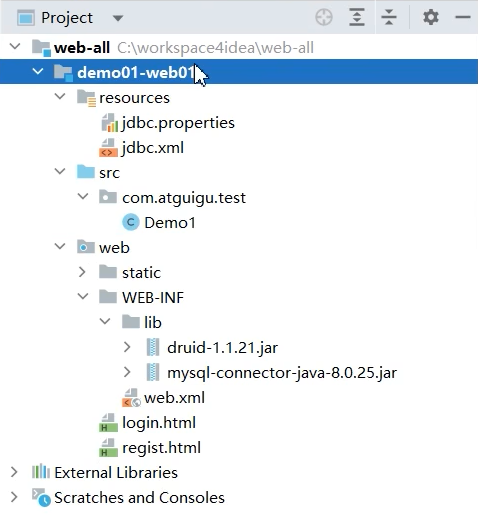 Project
web-all C:\workspace4idea\web-all
demo01-web01
resources
jdbc.properties
jdbc.xml
src
com.atguigu.test
Demo1
web
static
WEB-INF
lib
druid-1.1.21.jar
mysql-connector-java-8.0.25.jar
web.xml
login.html
regist.html
External Libraries
Scratches and Consoles